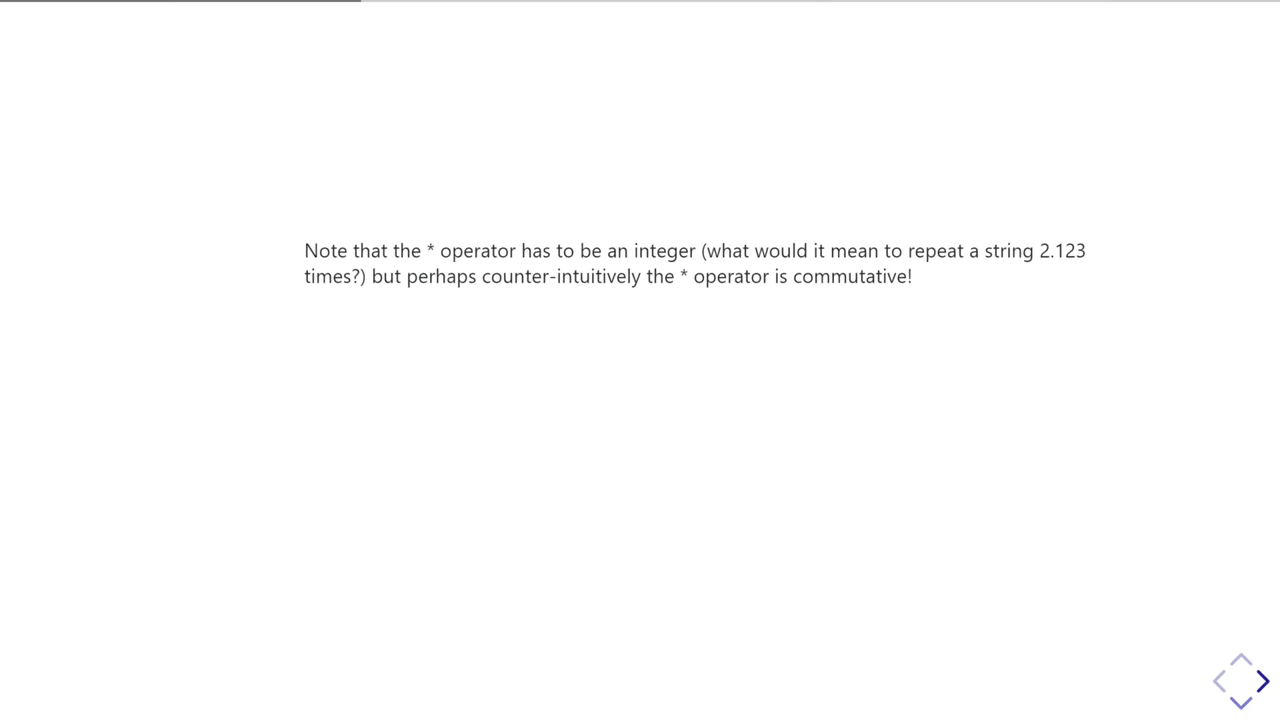 Note that the * operator has to be an integer (what would it mean to repeat a string 2.123
times?) but perhaps counter-intuitively the * operator is commutative!